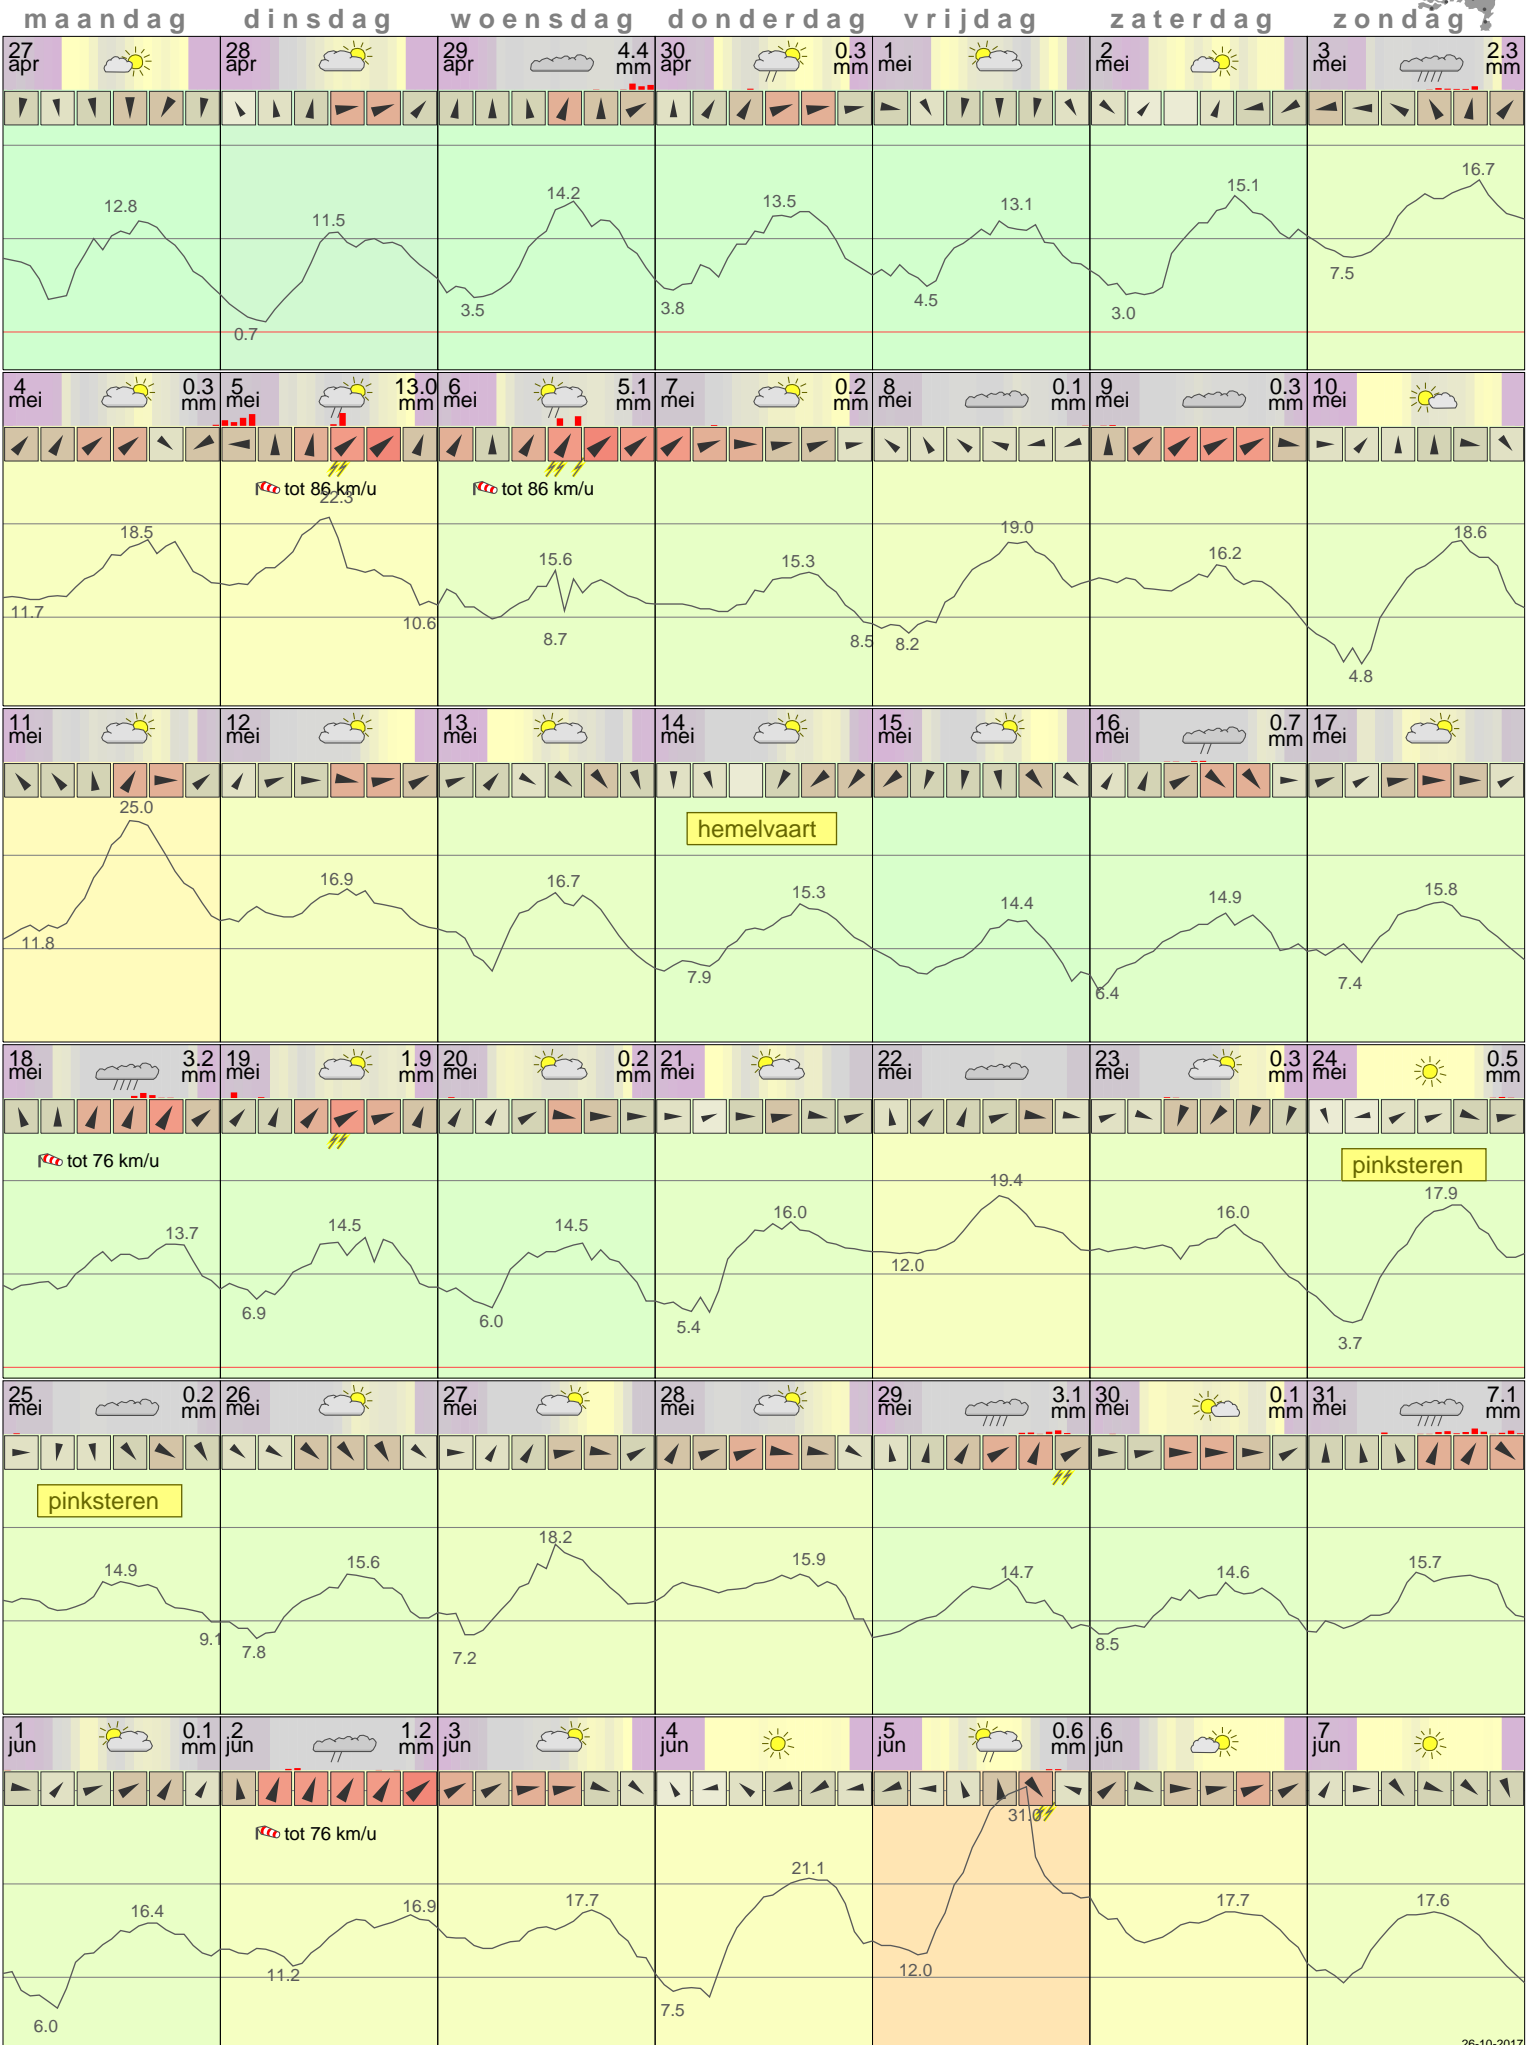 maandag dinsdag woensdag donderdag vrijdag zaterdag zondag
27 apr
28 apr
29 apr 4.4 mm
30 apr 0.3 mm
1 mei
2 mei
3 mei 2.3 mm
12.8
11.5
0.7
14.2
3.5
13.5
3.8
13.1
4.5
15.1
3.0
16.7
7.5
4 mei 0.3 mm
5 mei 13.0 mm
6 mei 5.1 mm
7 mei 0.2 mm
8 mei 0.1 mm
9 mei 0.3 mm
10 mei
tot 86 km/u
tot 86 km/u
18.5
11.7
22.3
10.6
15.6
8.7
15.3
8.5
19.0
8.2
16.2
18.6
4.8
11 mei
12 mei
13 mei
14 mei
15 mei
16 mei 0.7 mm
17 mei
25.0
11.8
16.9
16.7
hemelvaart
15.3
7.9
14.4
14.9
6.4
15.8
7.4
18 mei 3.2 mm
19 mei 1.9 mm
20 mei 0.2 mm
21 mei
22 mei
23 mei 0.3 mm
24 mei 0.5 mm
tot 76 km/u
13.7
14.5
6.9
14.5
6.0
16.0
5.4
19.4
12.0
16.0
pinksteren
17.9
3.7
25 mei 0.2 mm
26 mei
27 mei
28 mei
29 mei 3.1 mm
30 mei 0.1 mm
31 mei 7.1 mm
pinksteren
14.9
9.1
15.6
7.8
18.2
7.2
15.9
14.7
14.6
8.5
15.7
1 jun 0.1 mm
2 jun 1.2 mm
3 jun
4 jun
5 jun 0.6 mm
6 jun
7 jun
16.4
6.0
tot 76 km/u
16.9
11.2
17.7
21.1
7.5
31.0
12.0
17.7
17.6
26-10-2017